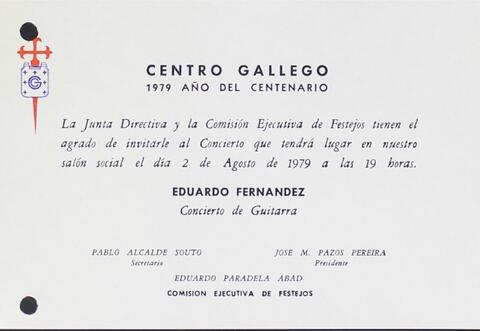 CENTRO GALLEGO
1979 AÑO DEL CENTENARIO
La Junta Directiva y la Comisión Ejecutiva de Festejos tienen el
agrado de invitarle al Concierto que tendrá lugar en nuestro
salón social el día 2 de Agosto de 1979 a las 19 horas.
EDUARDO FERNANDEZ
Concierto de Guitarra
PABLO ALCALDE SOUTO JOSE M. PAZOS PEREIRA
Secretario Presidente
EDUARDO PARADELA ABAD
COMISION EJECUTIVA DE FESTEJOS